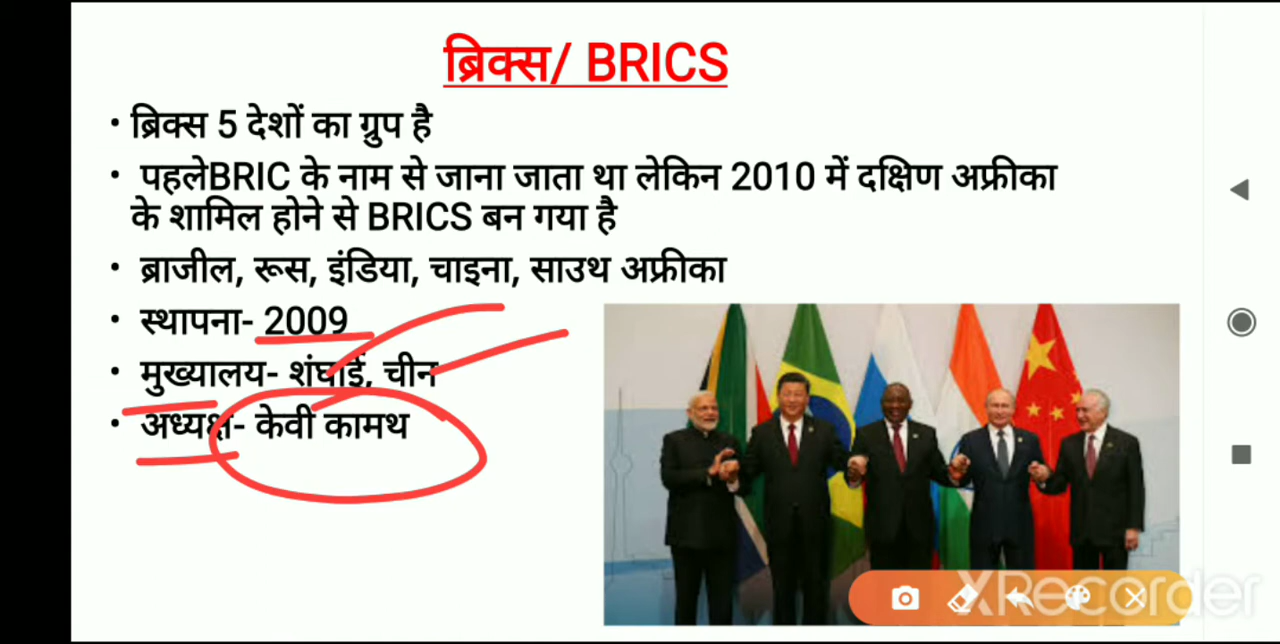 ब्रिक्स/ BRICS
• ब्रिक्स 5 देशों का ग्रुप है
• पहलेBRIC के नाम से जाना जाता था लेकिन 2010 में दक्षिण अफ्रीका
के शामिल होने से BRICS बन गया है
• ब्राजील, रूस, इंडिया, चाइना, साउथ अफ्रीका
• स्थापना- 2009
• मुख्यालय- शंघाई, चीन
• अध्यक्ष- केवी कामथ
XRecorder